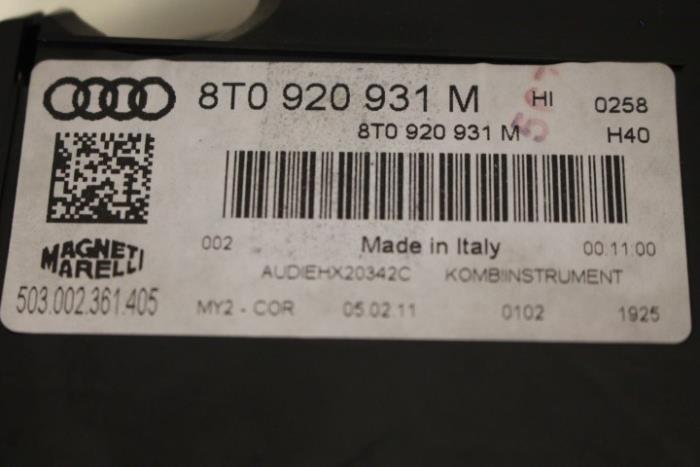 8T0 920 931 M HI 0258
8T0 920 931 M H40
002 Made in Italy 00.11.00
MAGNETI MARELLI
AUDIEHX20342C KOMBIINSTRUMENT
503.002.361.405
MY2 - COR 05.02.11 0102 1925